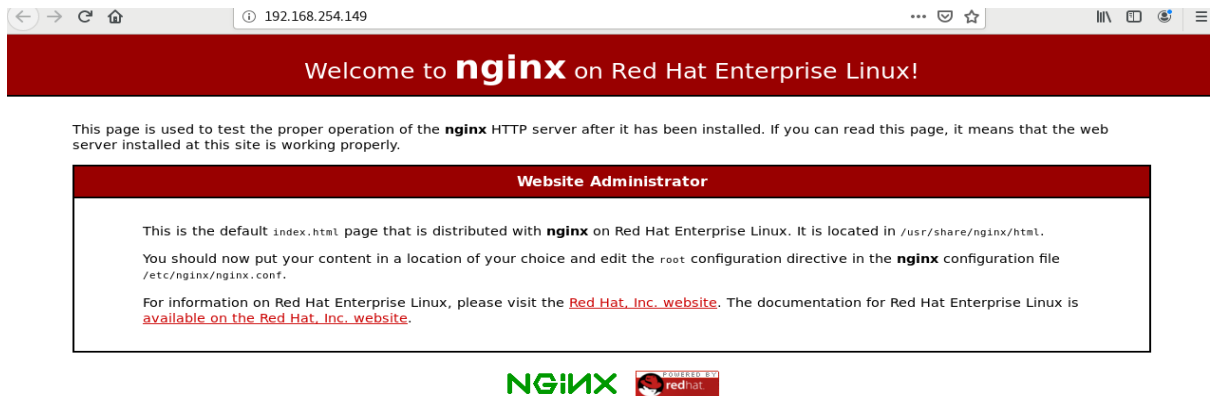 192.168.254.149
Welcome to nginx on Red Hat Enterprise Linux!
This page is used to test the proper operation of the nginx HTTP server after it has been installed. If you can read this page, it means that the web
server installed at this site is working properly.
Website Administrator
This is the default index.html page that is distributed with nginx on Red Hat Enterprise Linux. It is located in /usr/share/nginx/html.
You should now put your content in a location of your choice and edit the root configuration directive in the nginx configuration file
/etc/nginx/nginx.conf.
For information on Red Hat Enterprise Linux, please visit the Red Hat, Inc. website. The documentation for Red Hat Enterprise Linux is
available on the Red Hat, Inc. website.
NGiNX
POWERED BY
redhat.